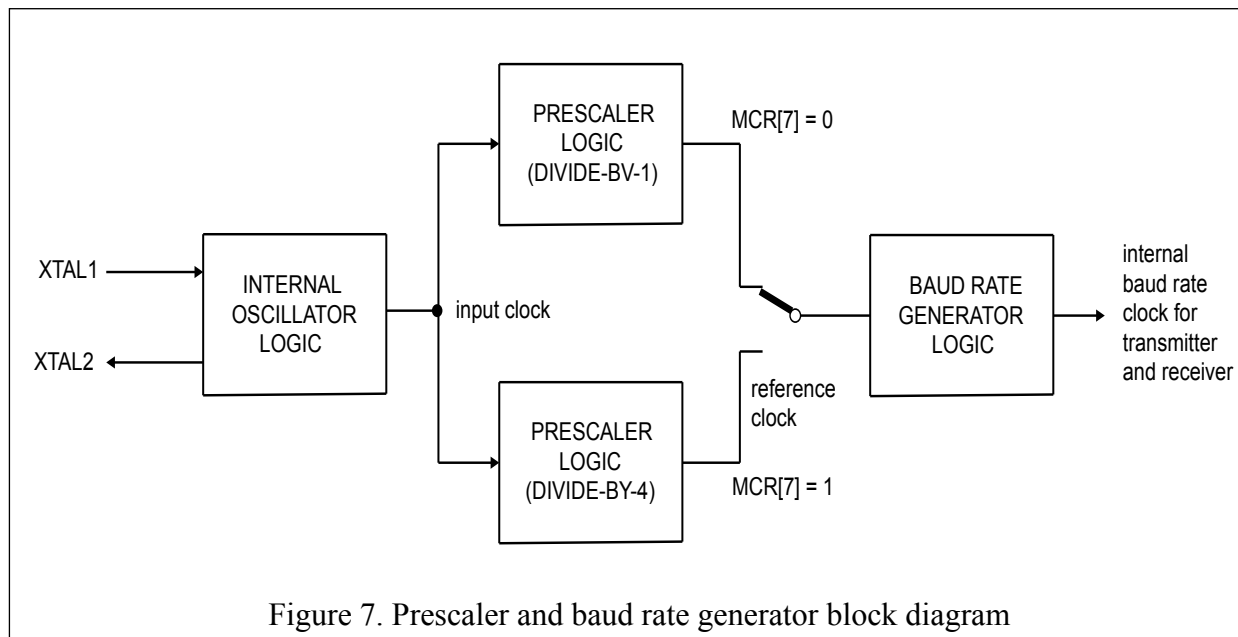 PRESCALER
LOGIC
(DIVIDE-BV-1)
MCR[7] = 0
XTAL1
XTAL2
INTERNAL
OSCILLATOR
LOGIC
input clock
BAUD RATE
GENERATOR
LOGIC
internal
baud rate
clock for
transmitter
and receiver
reference
clock
PRESCALER
LOGIC
(DIVIDE-BY-4)
MCR[7] = 1
Figure 7. Prescaler and baud rate generator block diagram